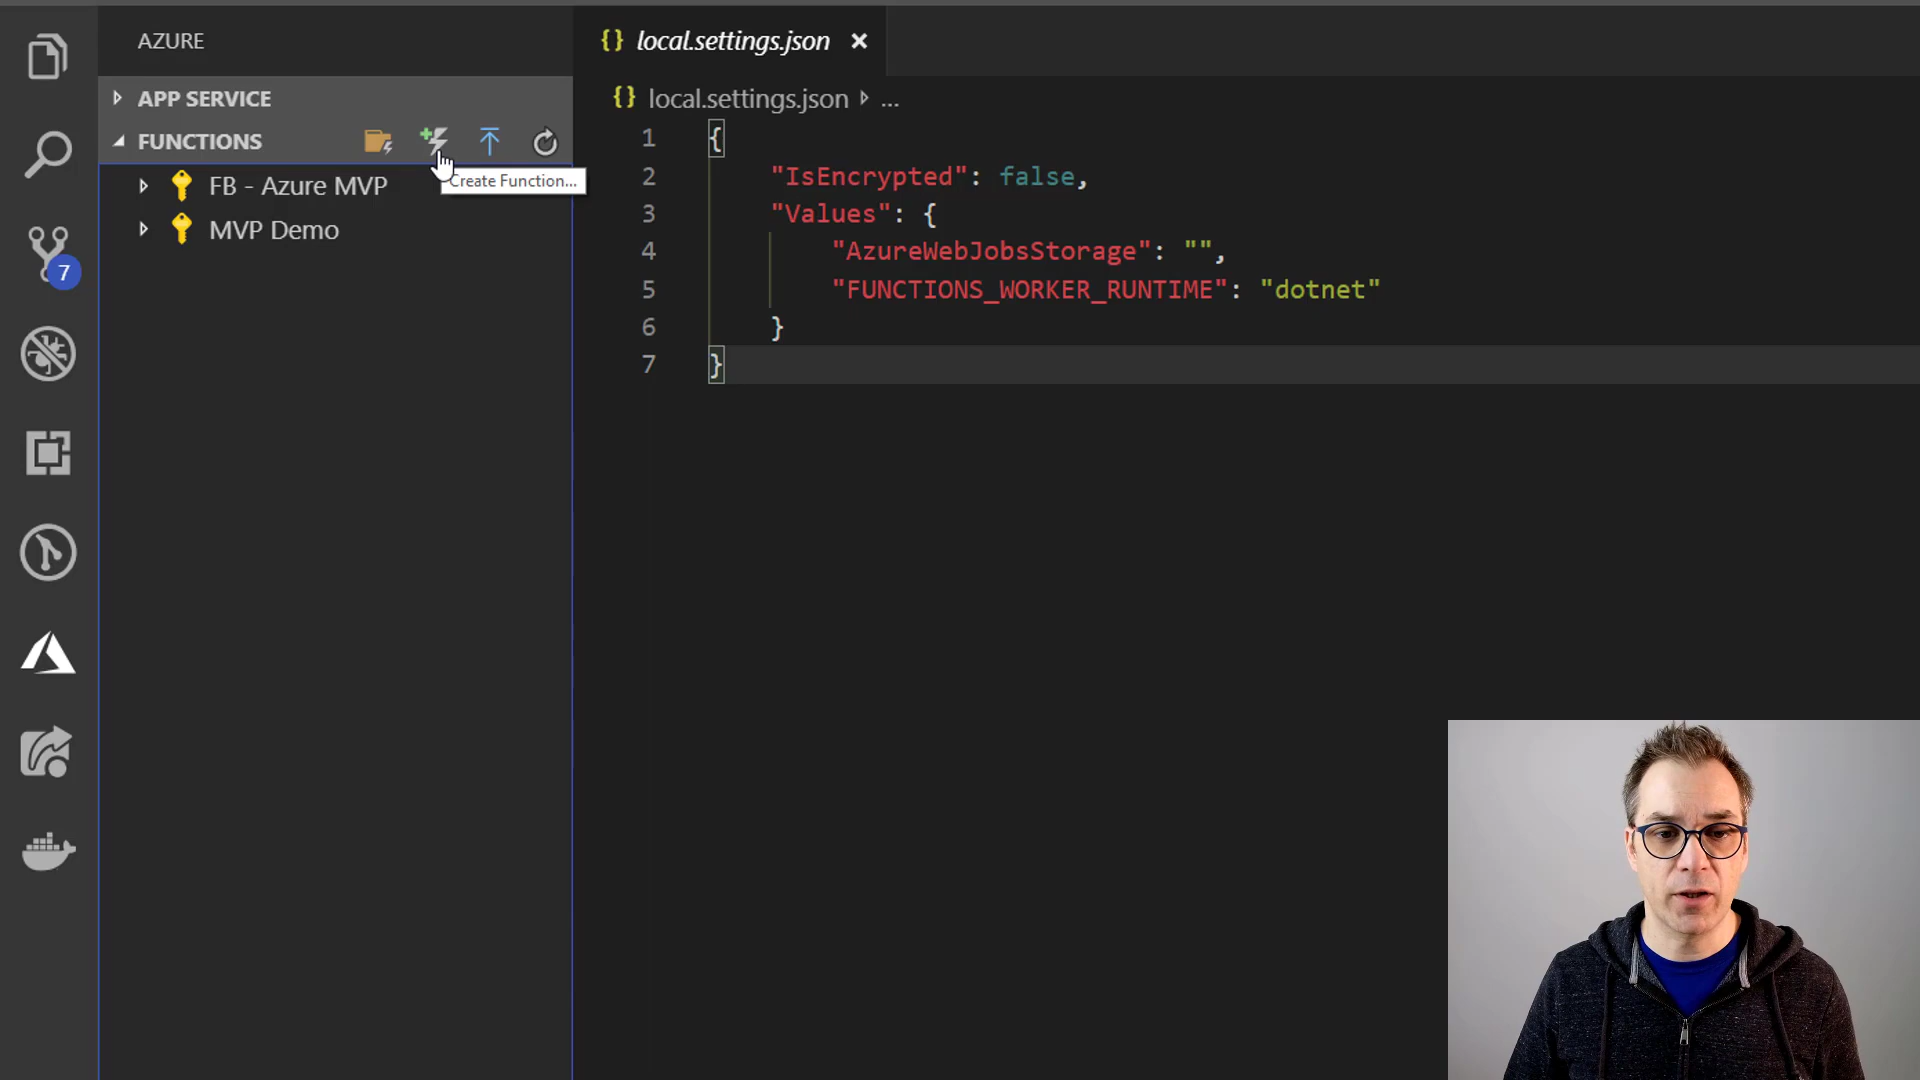 AZURE
APP SERVICE
FUNCTIONS
Create Function...
FB - Azure MVP
MVP Demo
7
{} local.settings.json
{} local.settings.json ...
1 {
2 "IsEncrypted": false,
3 "Values": {
4 "AzureWebJobsStorage": "",
5 "FUNCTIONS_WORKER_RUNTIME": "dotnet"
6 }
7 }